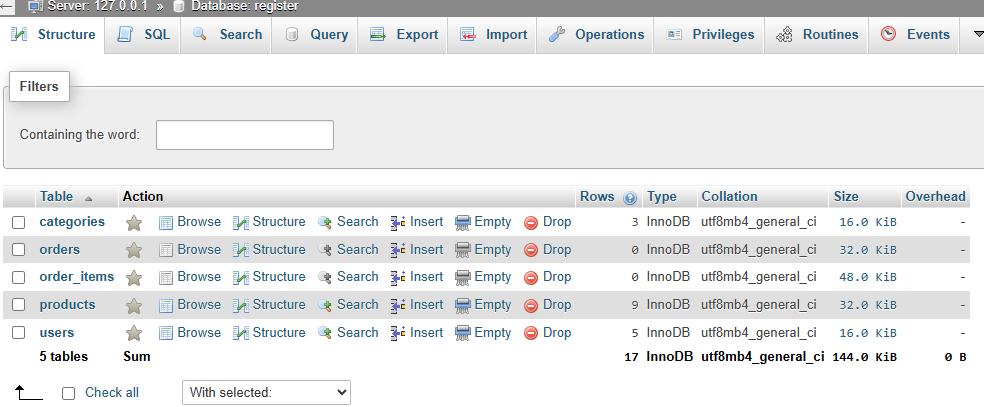 Server: 127.0.0.1 » Database: register
Structure SQL Search Query Export Import Operations Privileges Routines Events
Filters
Containing the word:
Table Action Rows Type Collation Size Overhead
categories Browse Structure Search Insert Empty Drop 3 InnoDB utf8mb4_general_ci 16.0 KiB -
orders Browse Structure Search Insert Empty Drop 0 InnoDB utf8mb4_general_ci 32.0 KiB -
order_items Browse Structure Search Insert Empty Drop 0 InnoDB utf8mb4_general_ci 48.0 KiB -
products Browse Structure Search Insert Empty Drop 9 InnoDB utf8mb4_general_ci 32.0 KiB -
users Browse Structure Search Insert Empty Drop 5 InnoDB utf8mb4_general_ci 16.0 KiB -
5 tables Sum 17 InnoDB utf8mb4_general_ci 144.0 KiB 0 B
Check all With selected: